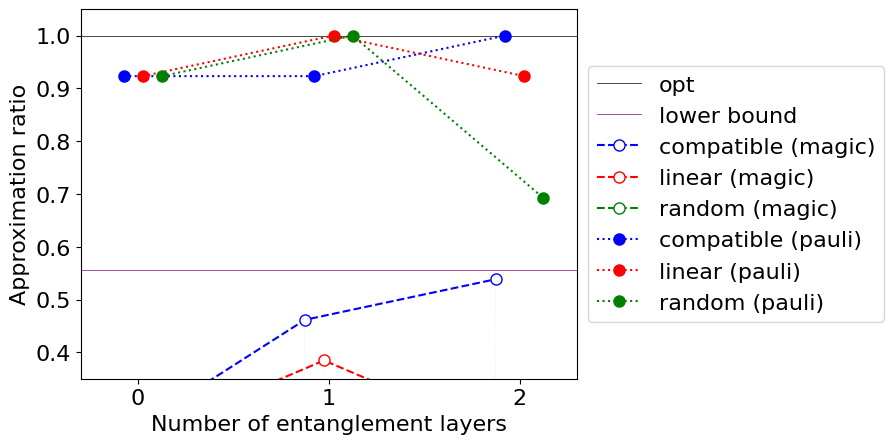 1.0
0.9
0.8
0.7
0.6
0.5
0.4
Approximation ratio
0
1
2
Number of entanglement layers
opt
lower bound
compatible (magic)
linear (magic)
random (magic)
compatible (pauli)
linear (pauli)
random (pauli)